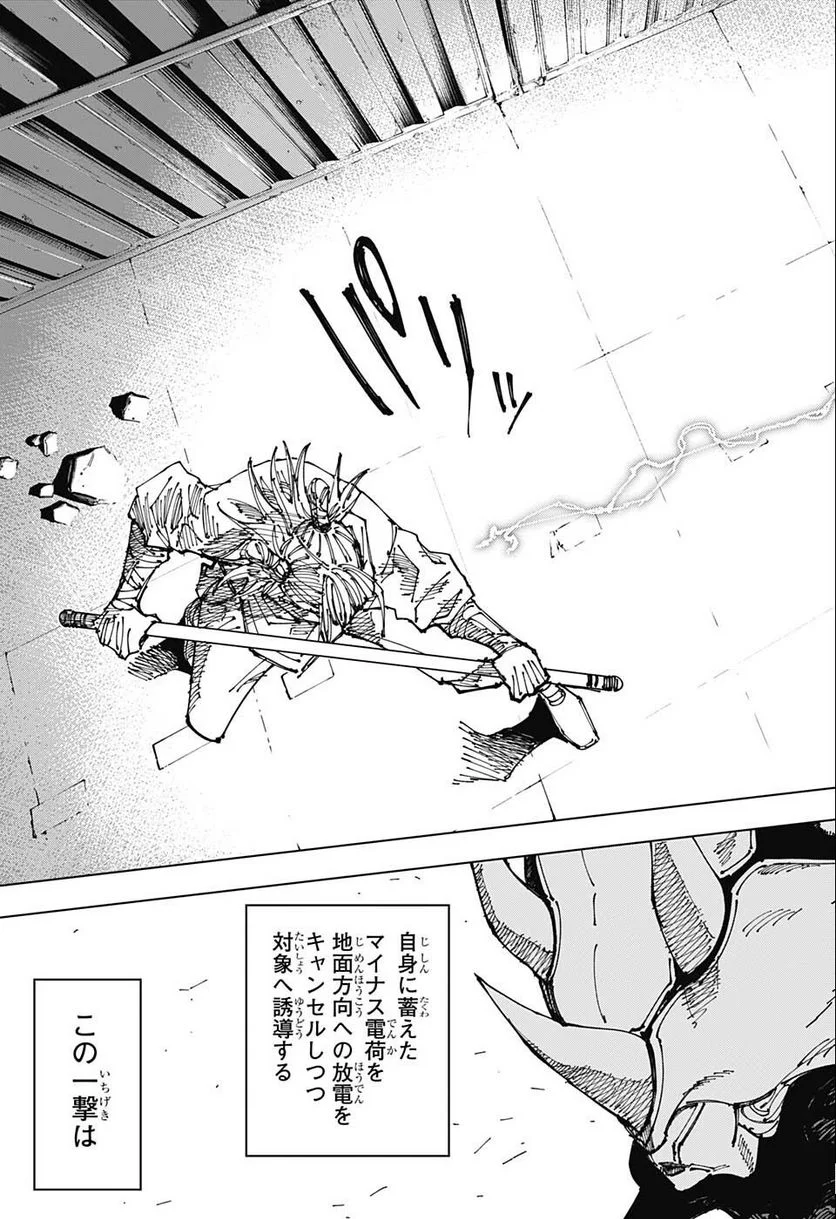 パリッ
自身に蓄えた
マイナス電荷を
地面方向への放電を
キャンセルしつつ
対象へ誘導する
この一撃は